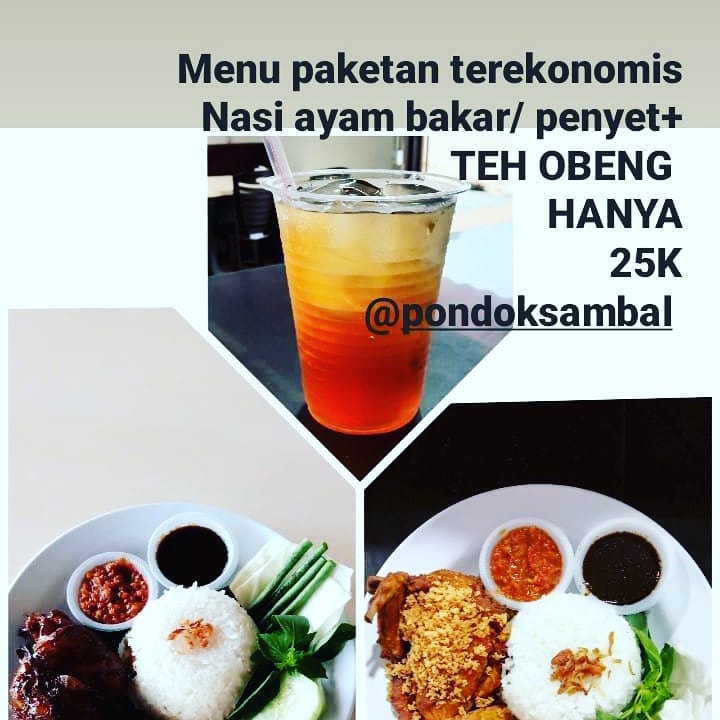 Menu paketan terekonomis
Nasi ayam bakar/ penyet+
TEH OBENG
HANYA
25K
@pondoksambal